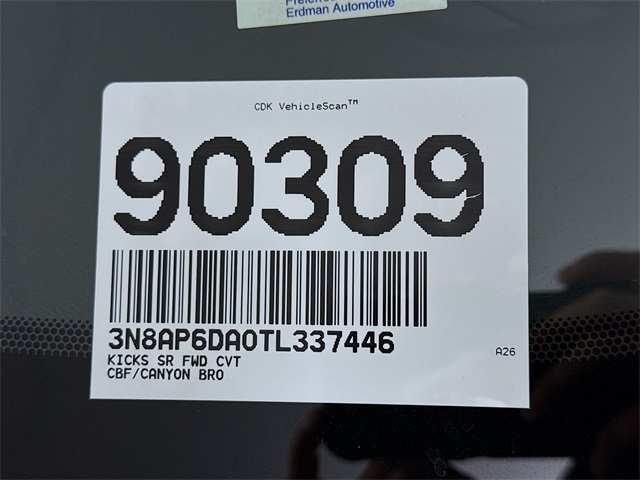 Erdman Automotive
CDK VehicleScan™
90309
3N8AP6DA0TL337446
KICKS SR FWD CVT
CBF/CANYON BRO
A26